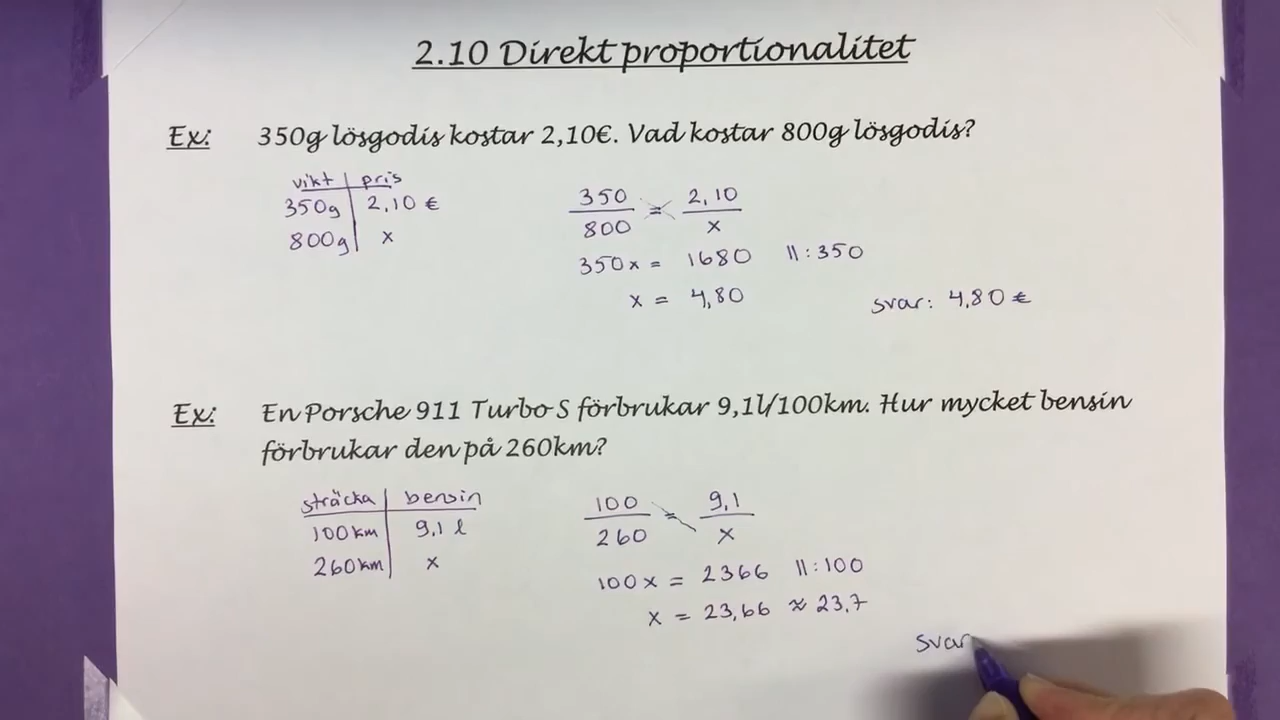 2.10 Direkt proportionalitet
Ex: 350g lösgodis kostar 2,10€. Vad kostar 800g lösgodis?
vikt | pris
350g | 2,10 €
800g | x
350/800 = 2,10/x
350x = 1680 ||:350
x = 4,80
svar: 4,80 €
Ex: En Porsche 911 Turbo S förbrukar 9,1l/100km. Hur mycket bensin
förbrukar den på 260km?
sträcka | bensin
100km | 9,1 l
260km | x
100/260 = 9,1/x
100x = 2366 ||:100
x = 23,66 ≈ 23,7
svar